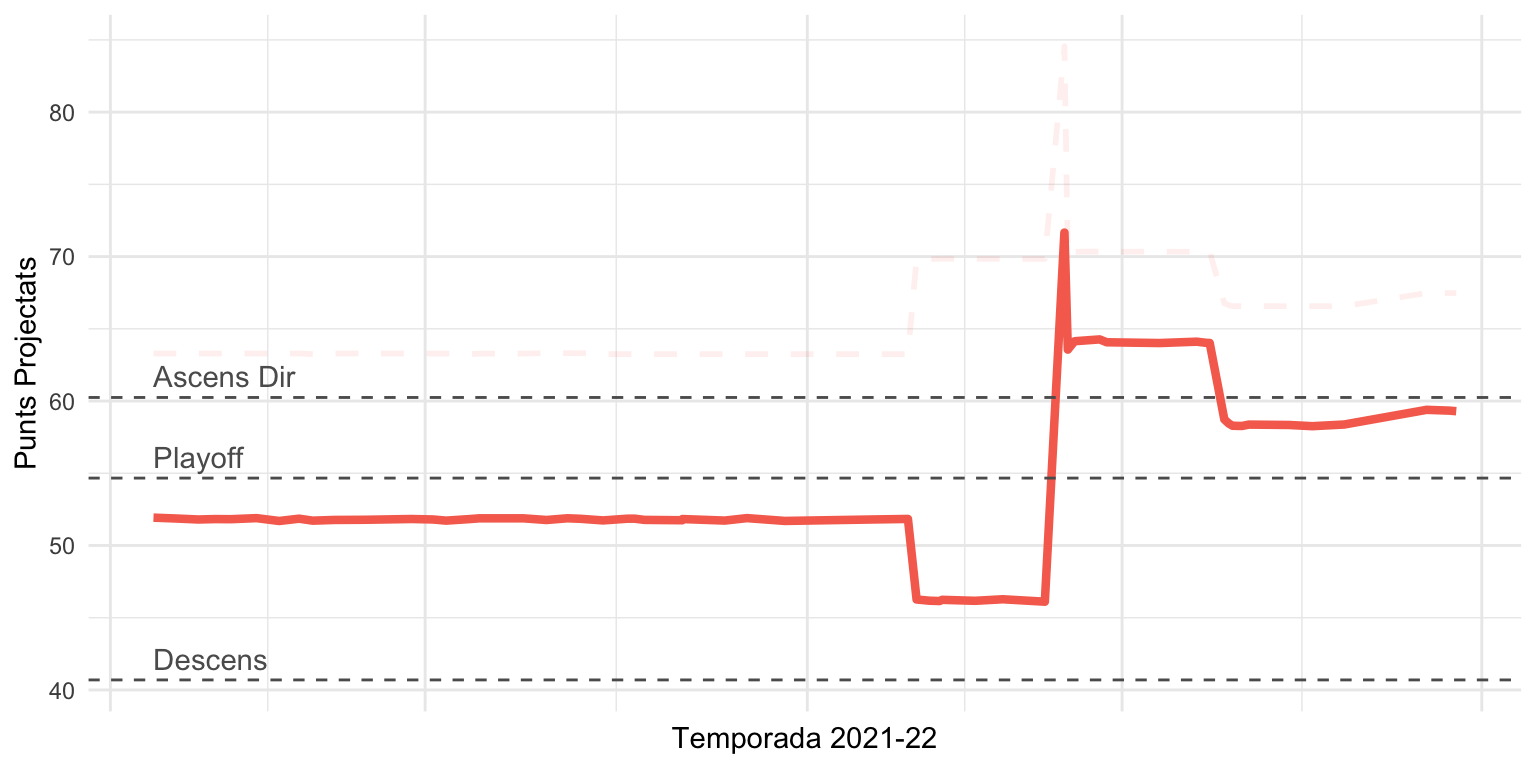 80
70
60
50
40
Punts Projectats
Ascens Dir
Playoff
Descens
Temporada 2021-22